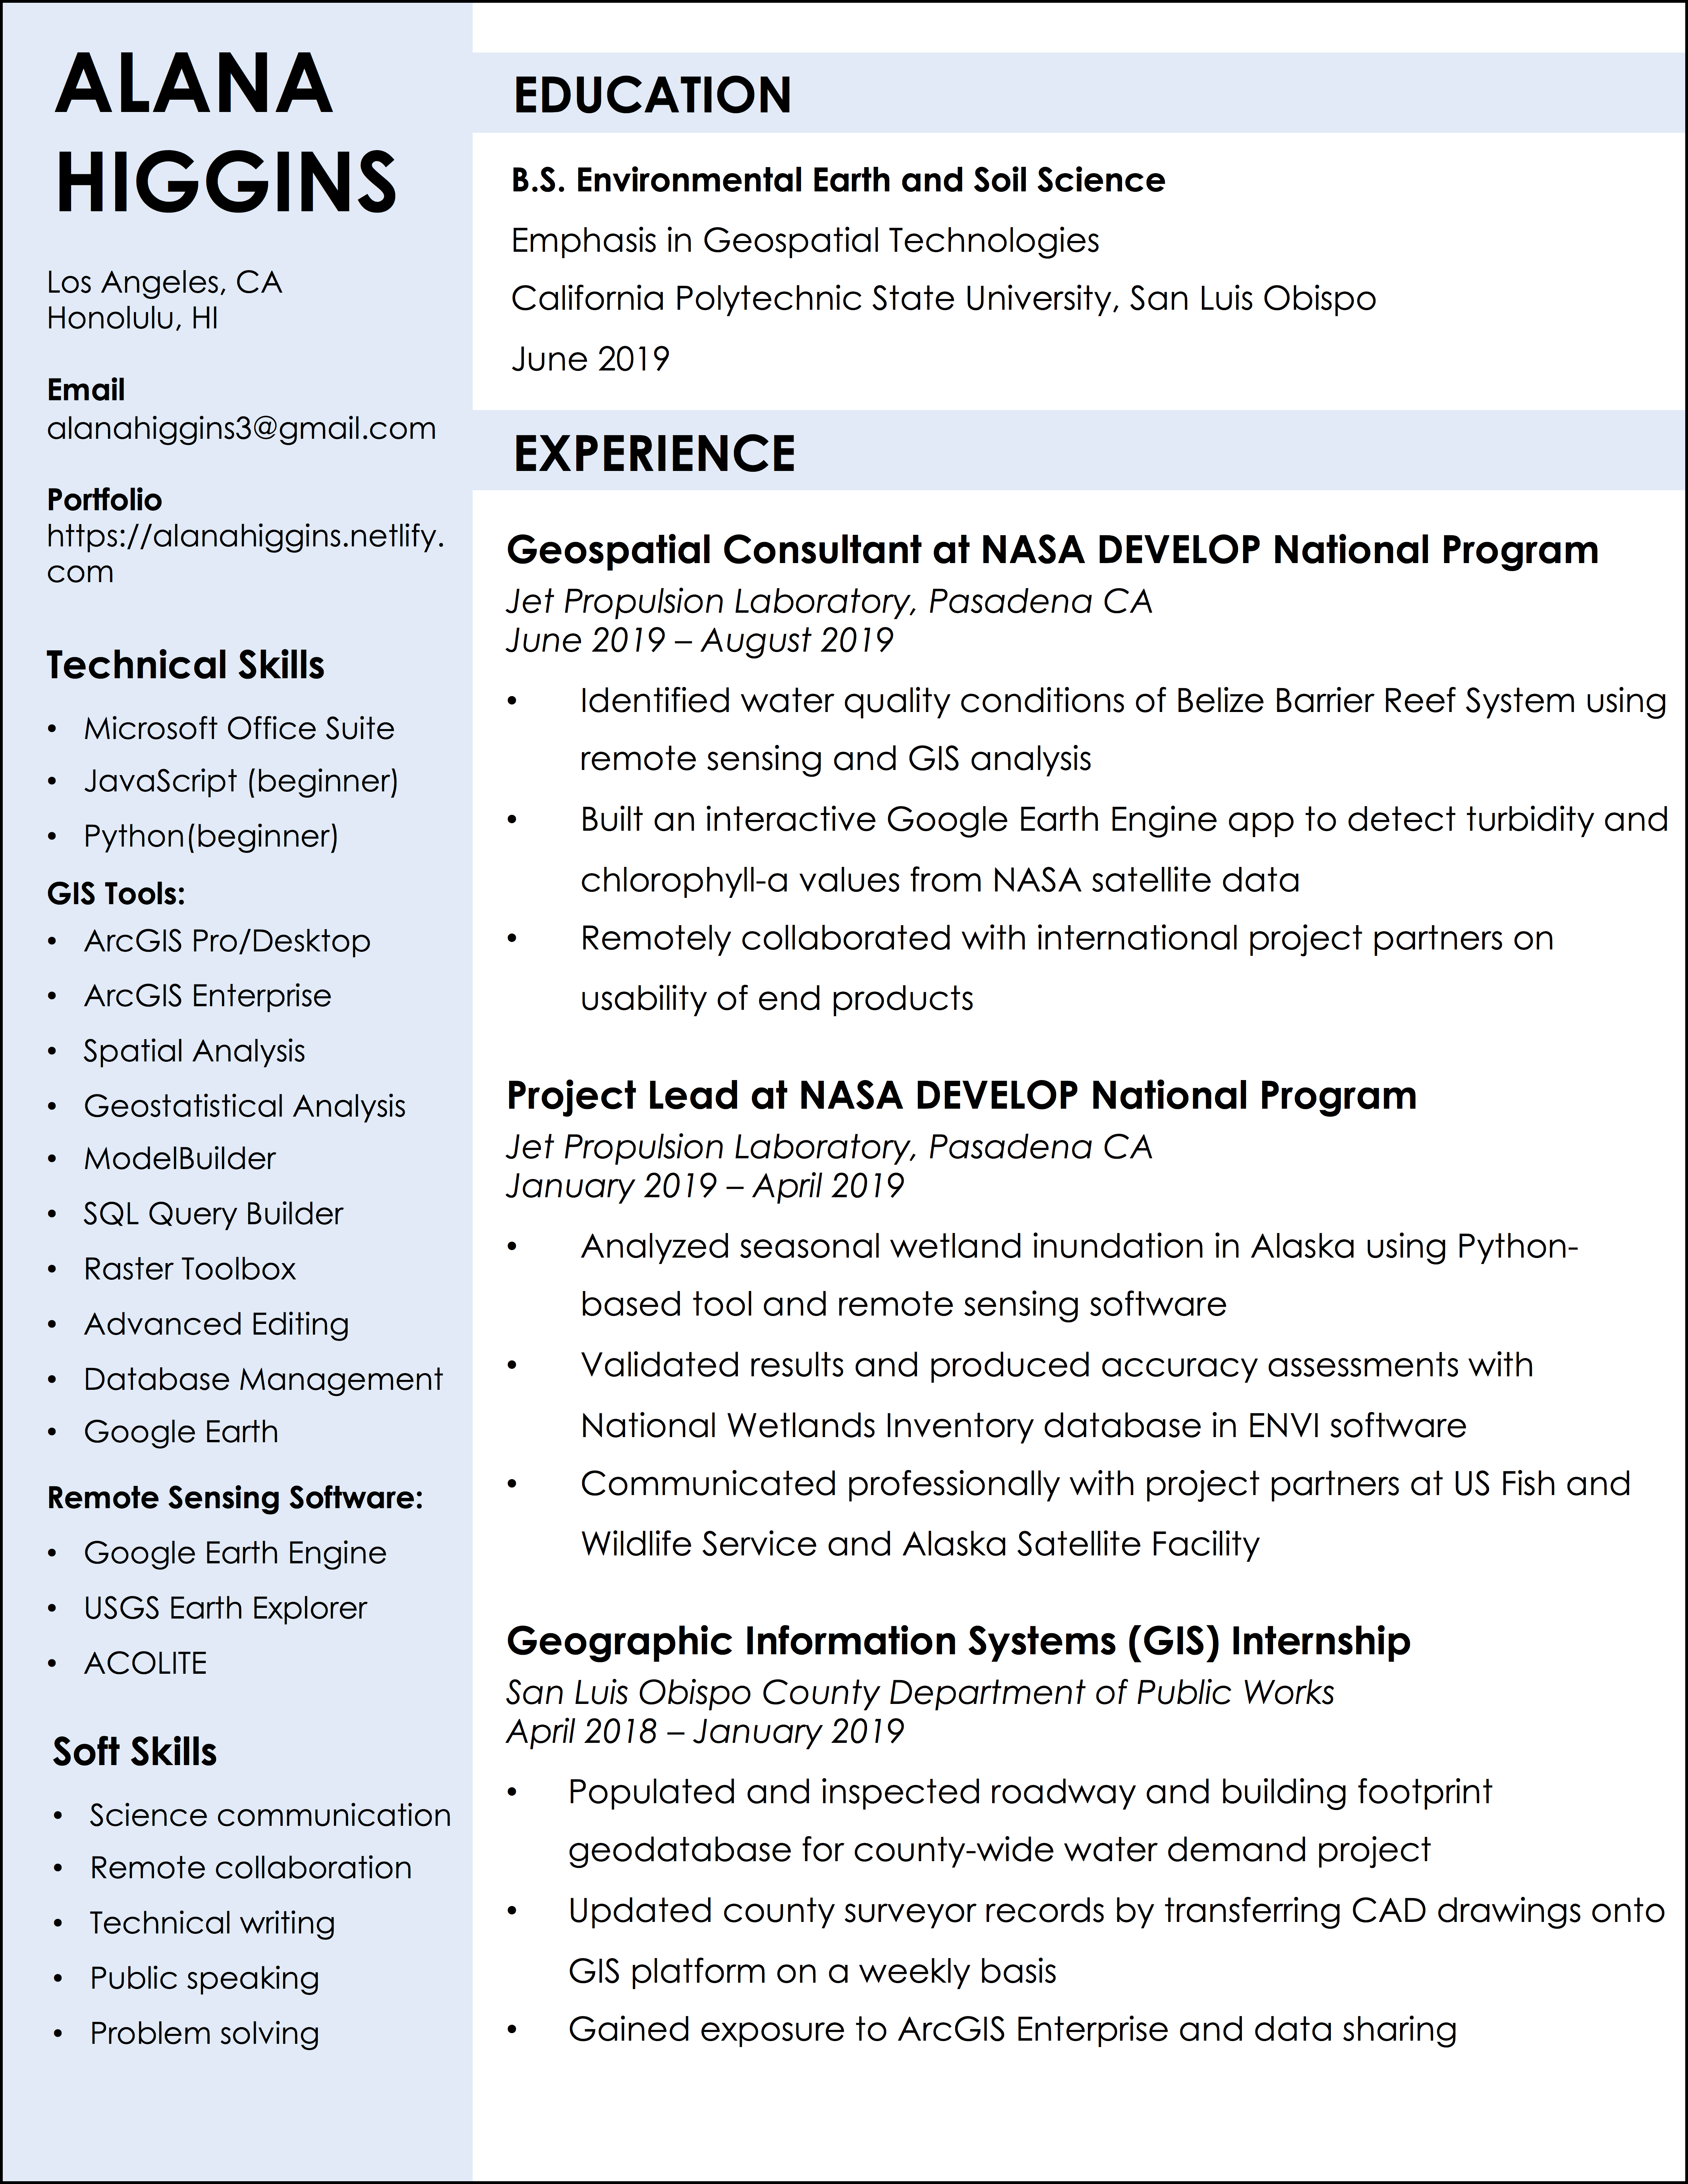 ALANA
HIGGINS
Los Angeles, CA
Honolulu, HI
Email
alanahiggins3@gmail.com
Portfolio
https://alanahiggins.netlify.
com
Technical Skills
• Microsoft Office Suite
• JavaScript (beginner)
• Python(beginner)
GIS Tools:
• ArcGIS Pro/Desktop
• ArcGIS Enterprise
• Spatial Analysis
• Geostatistical Analysis
• ModelBuilder
• SQL Query Builder
• Raster Toolbox
• Advanced Editing
• Database Management
• Google Earth
Remote Sensing Software:
• Google Earth Engine
• USGS Earth Explorer
• ACOLITE
Soft Skills
• Science communication
• Remote collaboration
• Technical writing
• Public speaking
• Problem solving
EDUCATION
B.S. Environmental Earth and Soil Science
Emphasis in Geospatial Technologies
California Polytechnic State University, San Luis Obispo
June 2019
EXPERIENCE
Geospatial Consultant at NASA DEVELOP National Program
Jet Propulsion Laboratory, Pasadena CA
June 2019 – August 2019
• Identified water quality conditions of Belize Barrier Reef System using
remote sensing and GIS analysis
• Built an interactive Google Earth Engine app to detect turbidity and
chlorophyll-a values from NASA satellite data
• Remotely collaborated with international project partners on
usability of end products
Project Lead at NASA DEVELOP National Program
Jet Propulsion Laboratory, Pasadena CA
January 2019 – April 2019
• Analyzed seasonal wetland inundation in Alaska using Python-
based tool and remote sensing software
• Validated results and produced accuracy assessments with
National Wetlands Inventory database in ENVI software
• Communicated professionally with project partners at US Fish and
Wildlife Service and Alaska Satellite Facility
Geographic Information Systems (GIS) Internship
San Luis Obispo County Department of Public Works
April 2018 – January 2019
• Populated and inspected roadway and building footprint
geodatabase for county-wide water demand project
• Updated county surveyor records by transferring CAD drawings onto
GIS platform on a weekly basis
• Gained exposure to ArcGIS Enterprise and data sharing